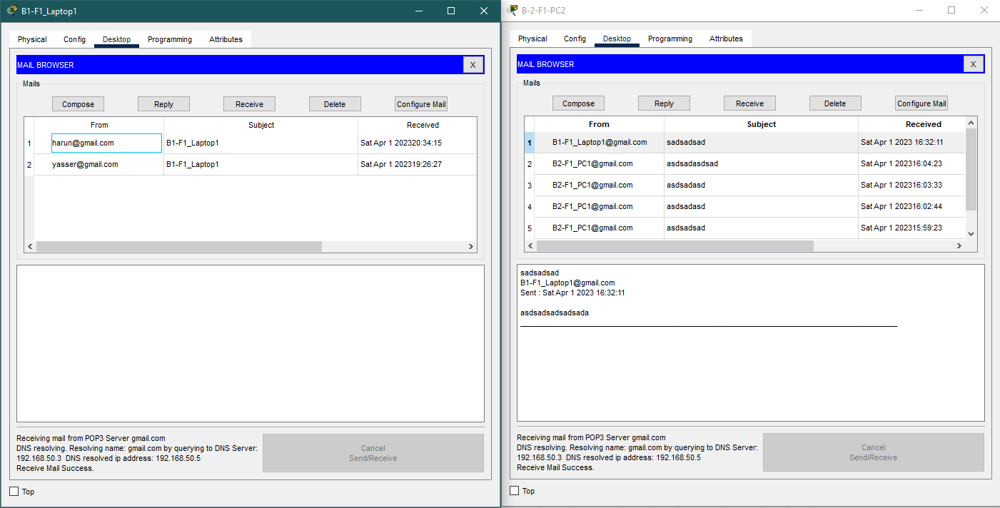 B1-F1_Laptop1
Physical Config Desktop Programming Attributes
MAIL BROWSER X
Mails
Compose Reply Receive Delete Configure Mail
From Subject Received
1 harun@gmail.com B1-F1_Laptop1 Sat Apr 1 202320:34:15
2 yasser@gmail.com B1-F1_Laptop1 Sat Apr 1 202319:26:27
Receiving mail from POP3 Server gmail.com
DNS resolving. Resolving name: gmail.com by querying to DNS Server:
192.168.50.3 DNS resolved ip address: 192.168.50.5
Receive Mail Success.
Cancel
Send/Receive
Top
B-2-F1-PC2
Physical Config Desktop Programming Attributes
MAIL BROWSER X
Mails
Compose Reply Receive Delete Configure Mail
From Subject Received
1 B1-F1_Laptop1@gmail.com sadsadsad Sat Apr 1 2023 16:32:11
2 B2-F1_PC1@gmail.com asdsadasdsad Sat Apr 1 202316:04:23
3 B2-F1_PC1@gmail.com asdsadasd Sat Apr 1 202316:03:33
4 B2-F1_PC1@gmail.com asdsadasd Sat Apr 1 202316:02:44
5 B2-F1_PC1@gmail.com asdsadsad Sat Apr 1 202315:59:23
sadsadsad
B1-F1_Laptop1@gmail.com
Sent : Sat Apr 1 2023 16:32:11
asdsadsadsadsada
Receiving mail from POP3 Server gmail.com
DNS resolving. Resolving name: gmail.com by querying to DNS Server:
192.168.50.3 DNS resolved ip address: 192.168.50.5
Receive Mail Success.
Cancel
Send/Receive
Top